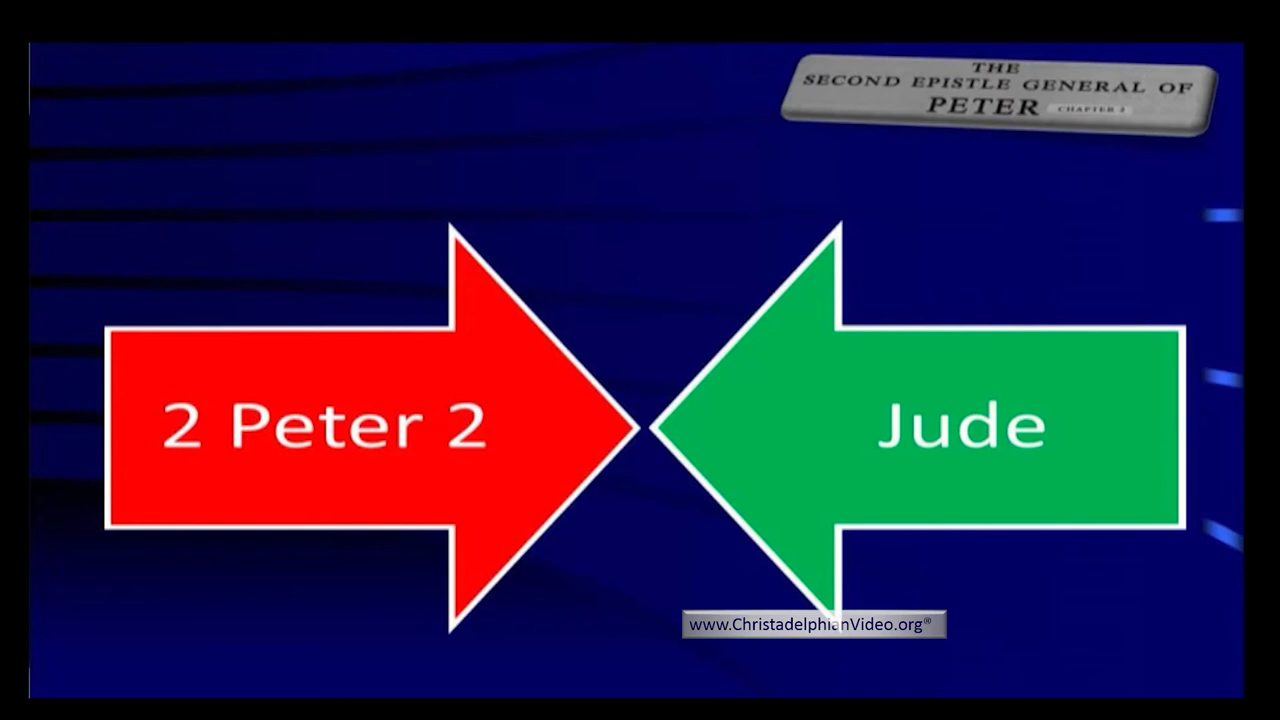 THE
SECOND EPISTLE GENERAL OF
PETER CHAPTER 2
2 Peter 2
Jude
www.ChristadelphianVideo.org®